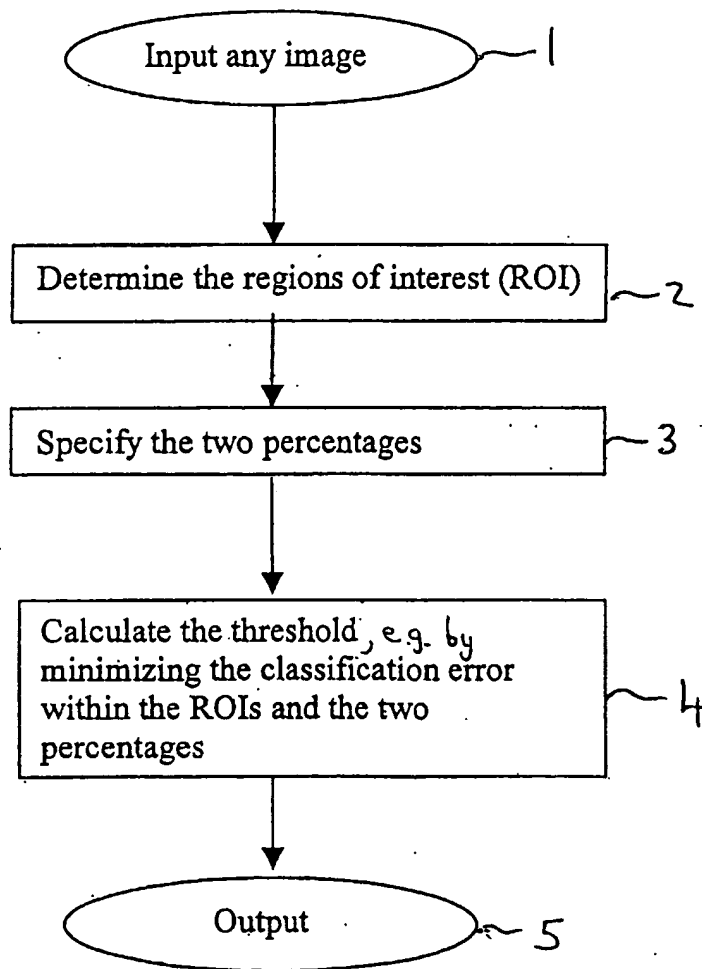 Input any image
1
Determine the regions of interest (ROI)
2
Specify the two percentages
3
Calculate the threshold, e.g. by
minimizing the classification error
within the ROIs and the two
percentages
4
Output
5